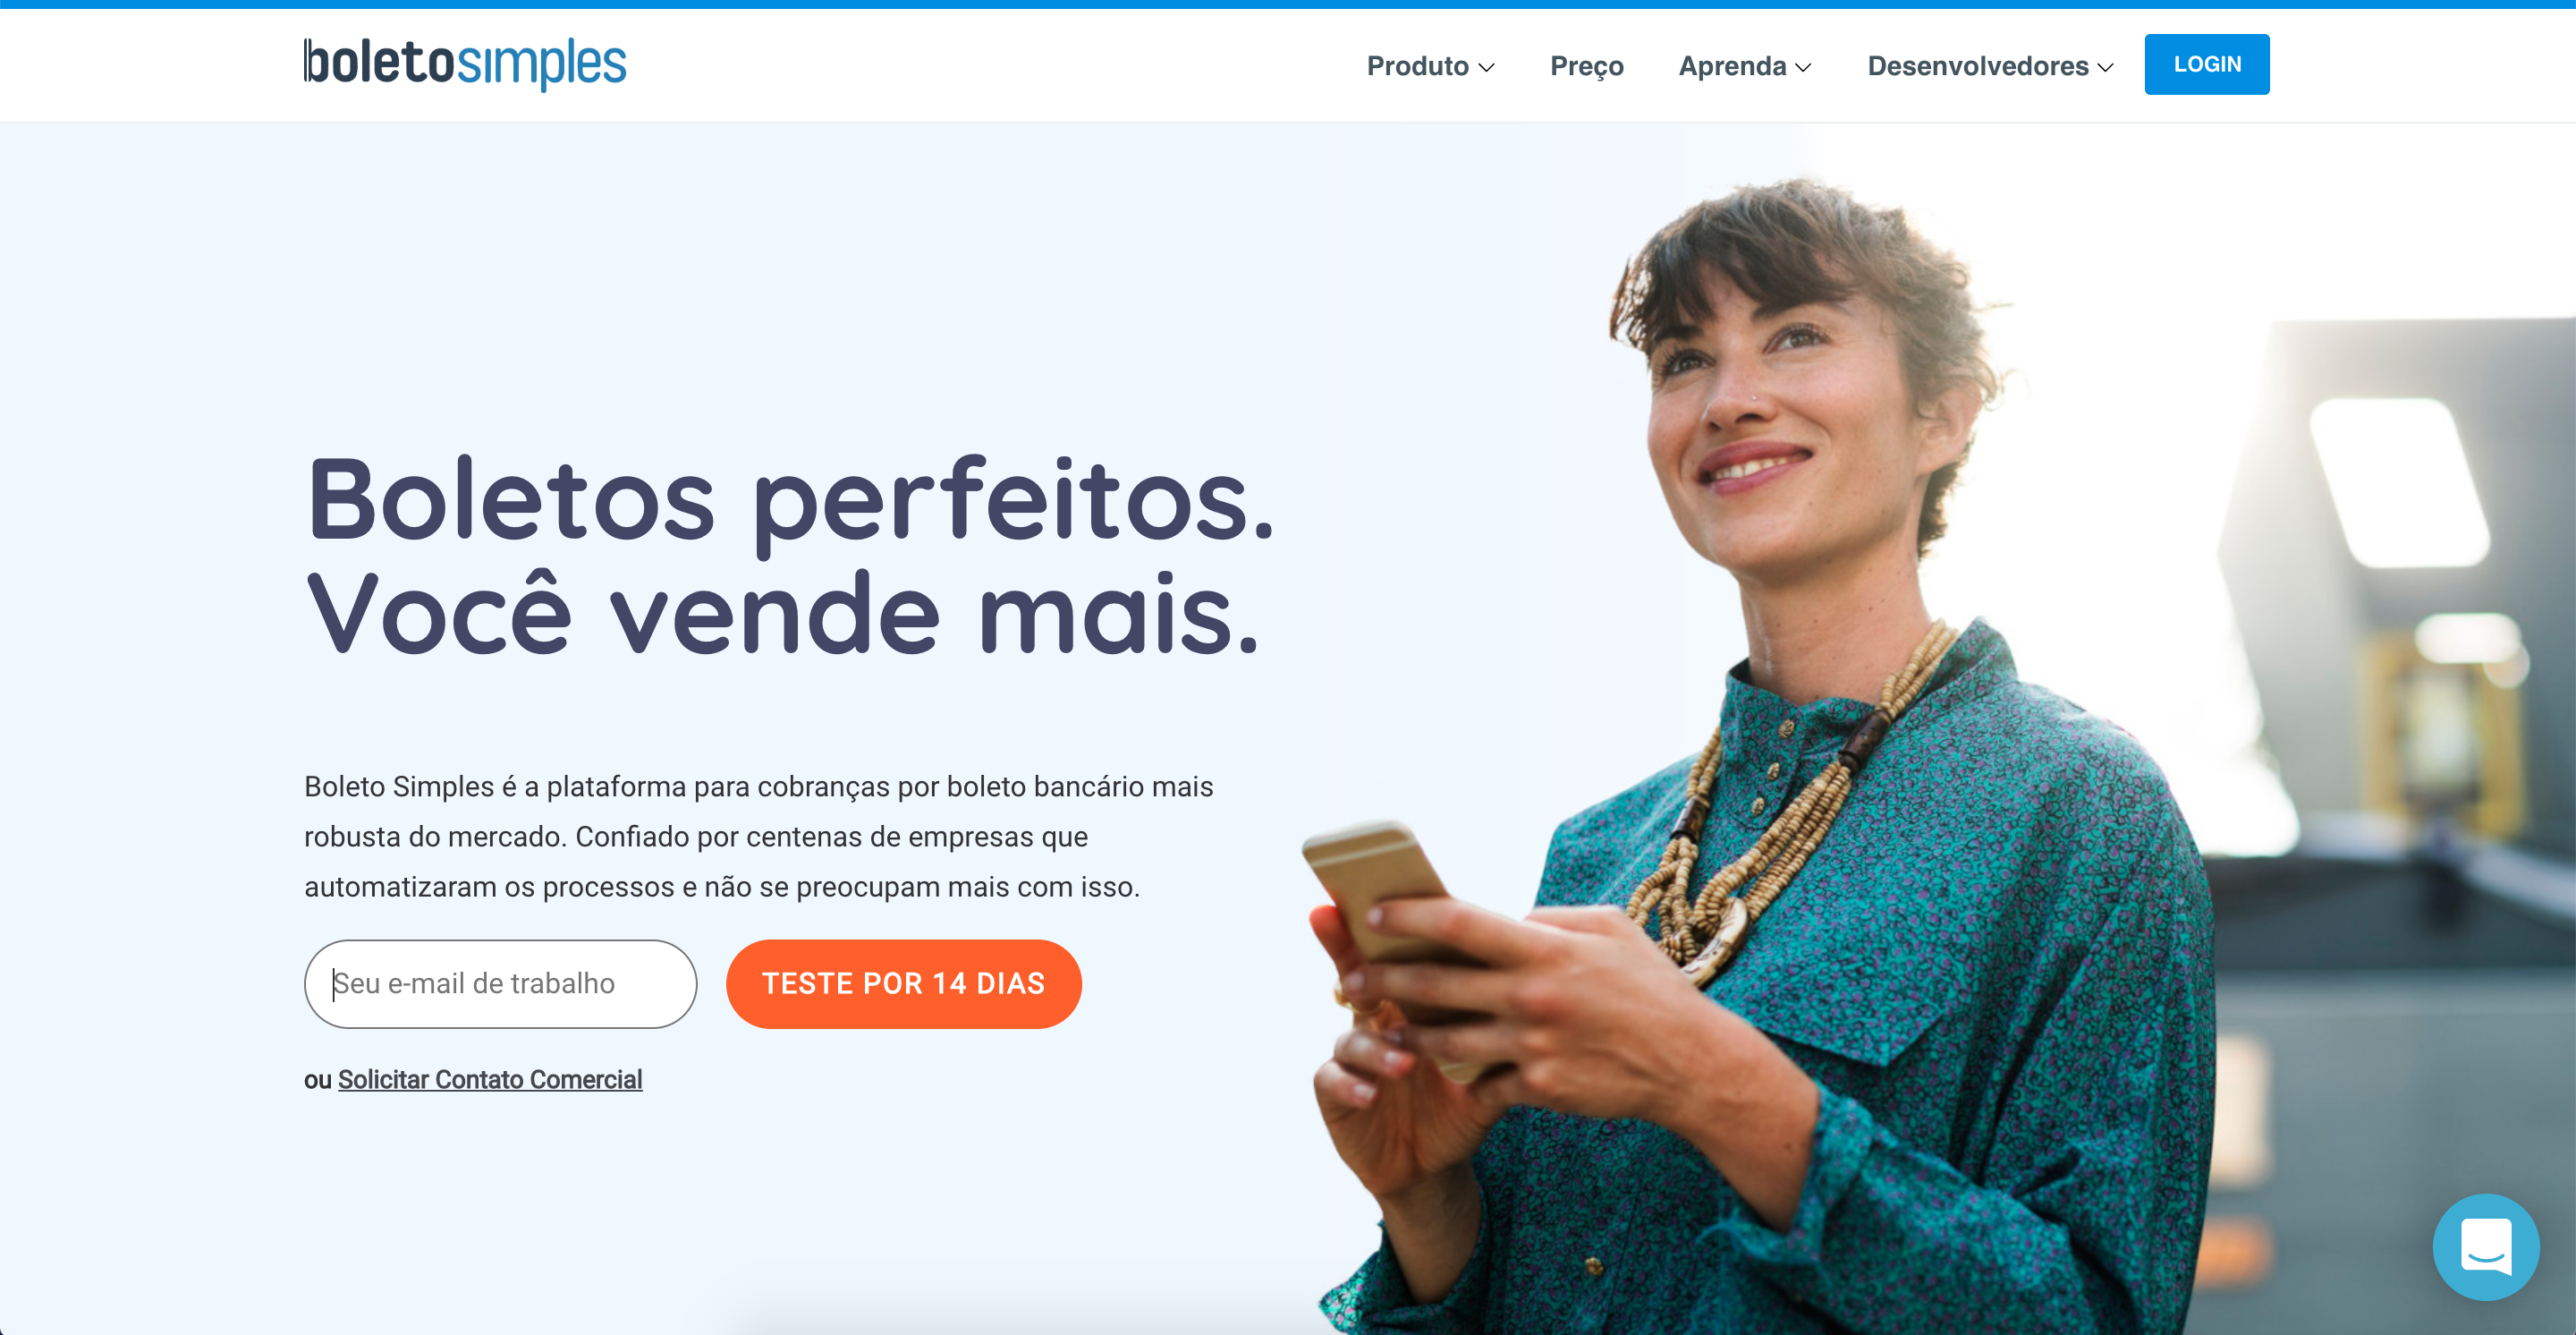 boletosimples
Produto
Preço
Aprenda
Desenvolvedores
LOGIN
Boletos perfeitos.
Você vende mais.
Boleto Simples é a plataforma para cobranças por boleto bancário mais
robusta do mercado. Confiado por centenas de empresas que
automatizaram os processos e não se preocupam mais com isso.
Seu e-mail de trabalho
TESTE POR 14 DIAS
ou Solicitar Contato Comercial